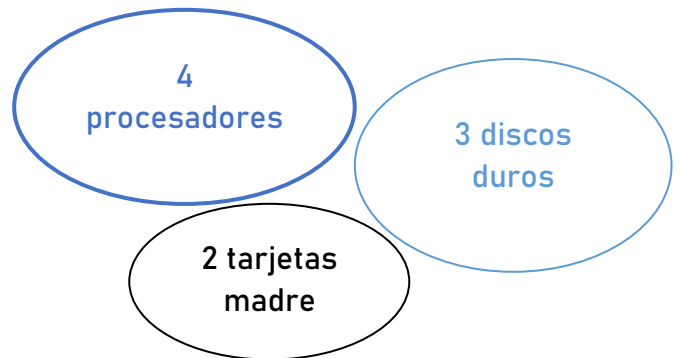 4
procesadores
3 discos
duros
2 tarjetas
madre